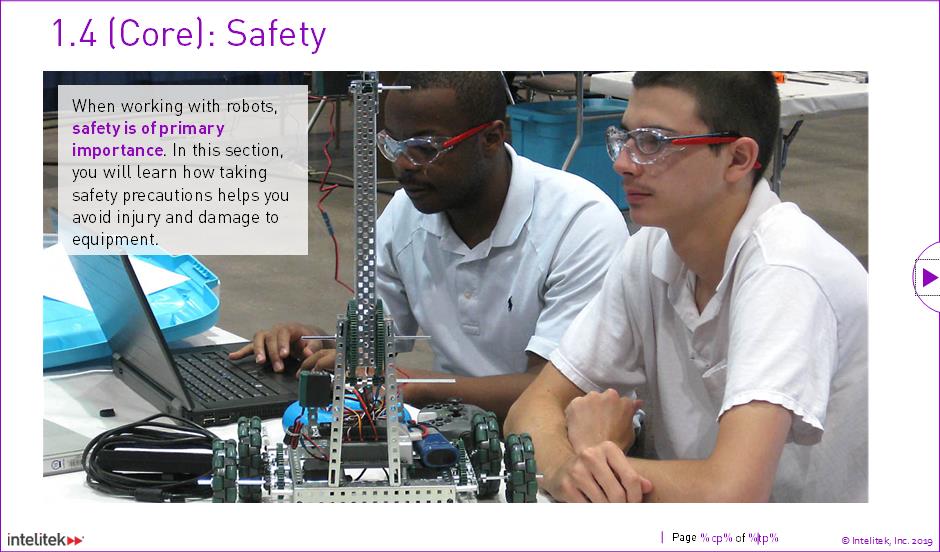 1.4 (Core): Safety
When working with robots,
safety is of primary
importance. In this section,
you will learn how taking
safety precautions helps you
avoid injury and damage to
equipment.
intelitek
Page %cp% of %tp%
© Intelitek, Inc. 2019